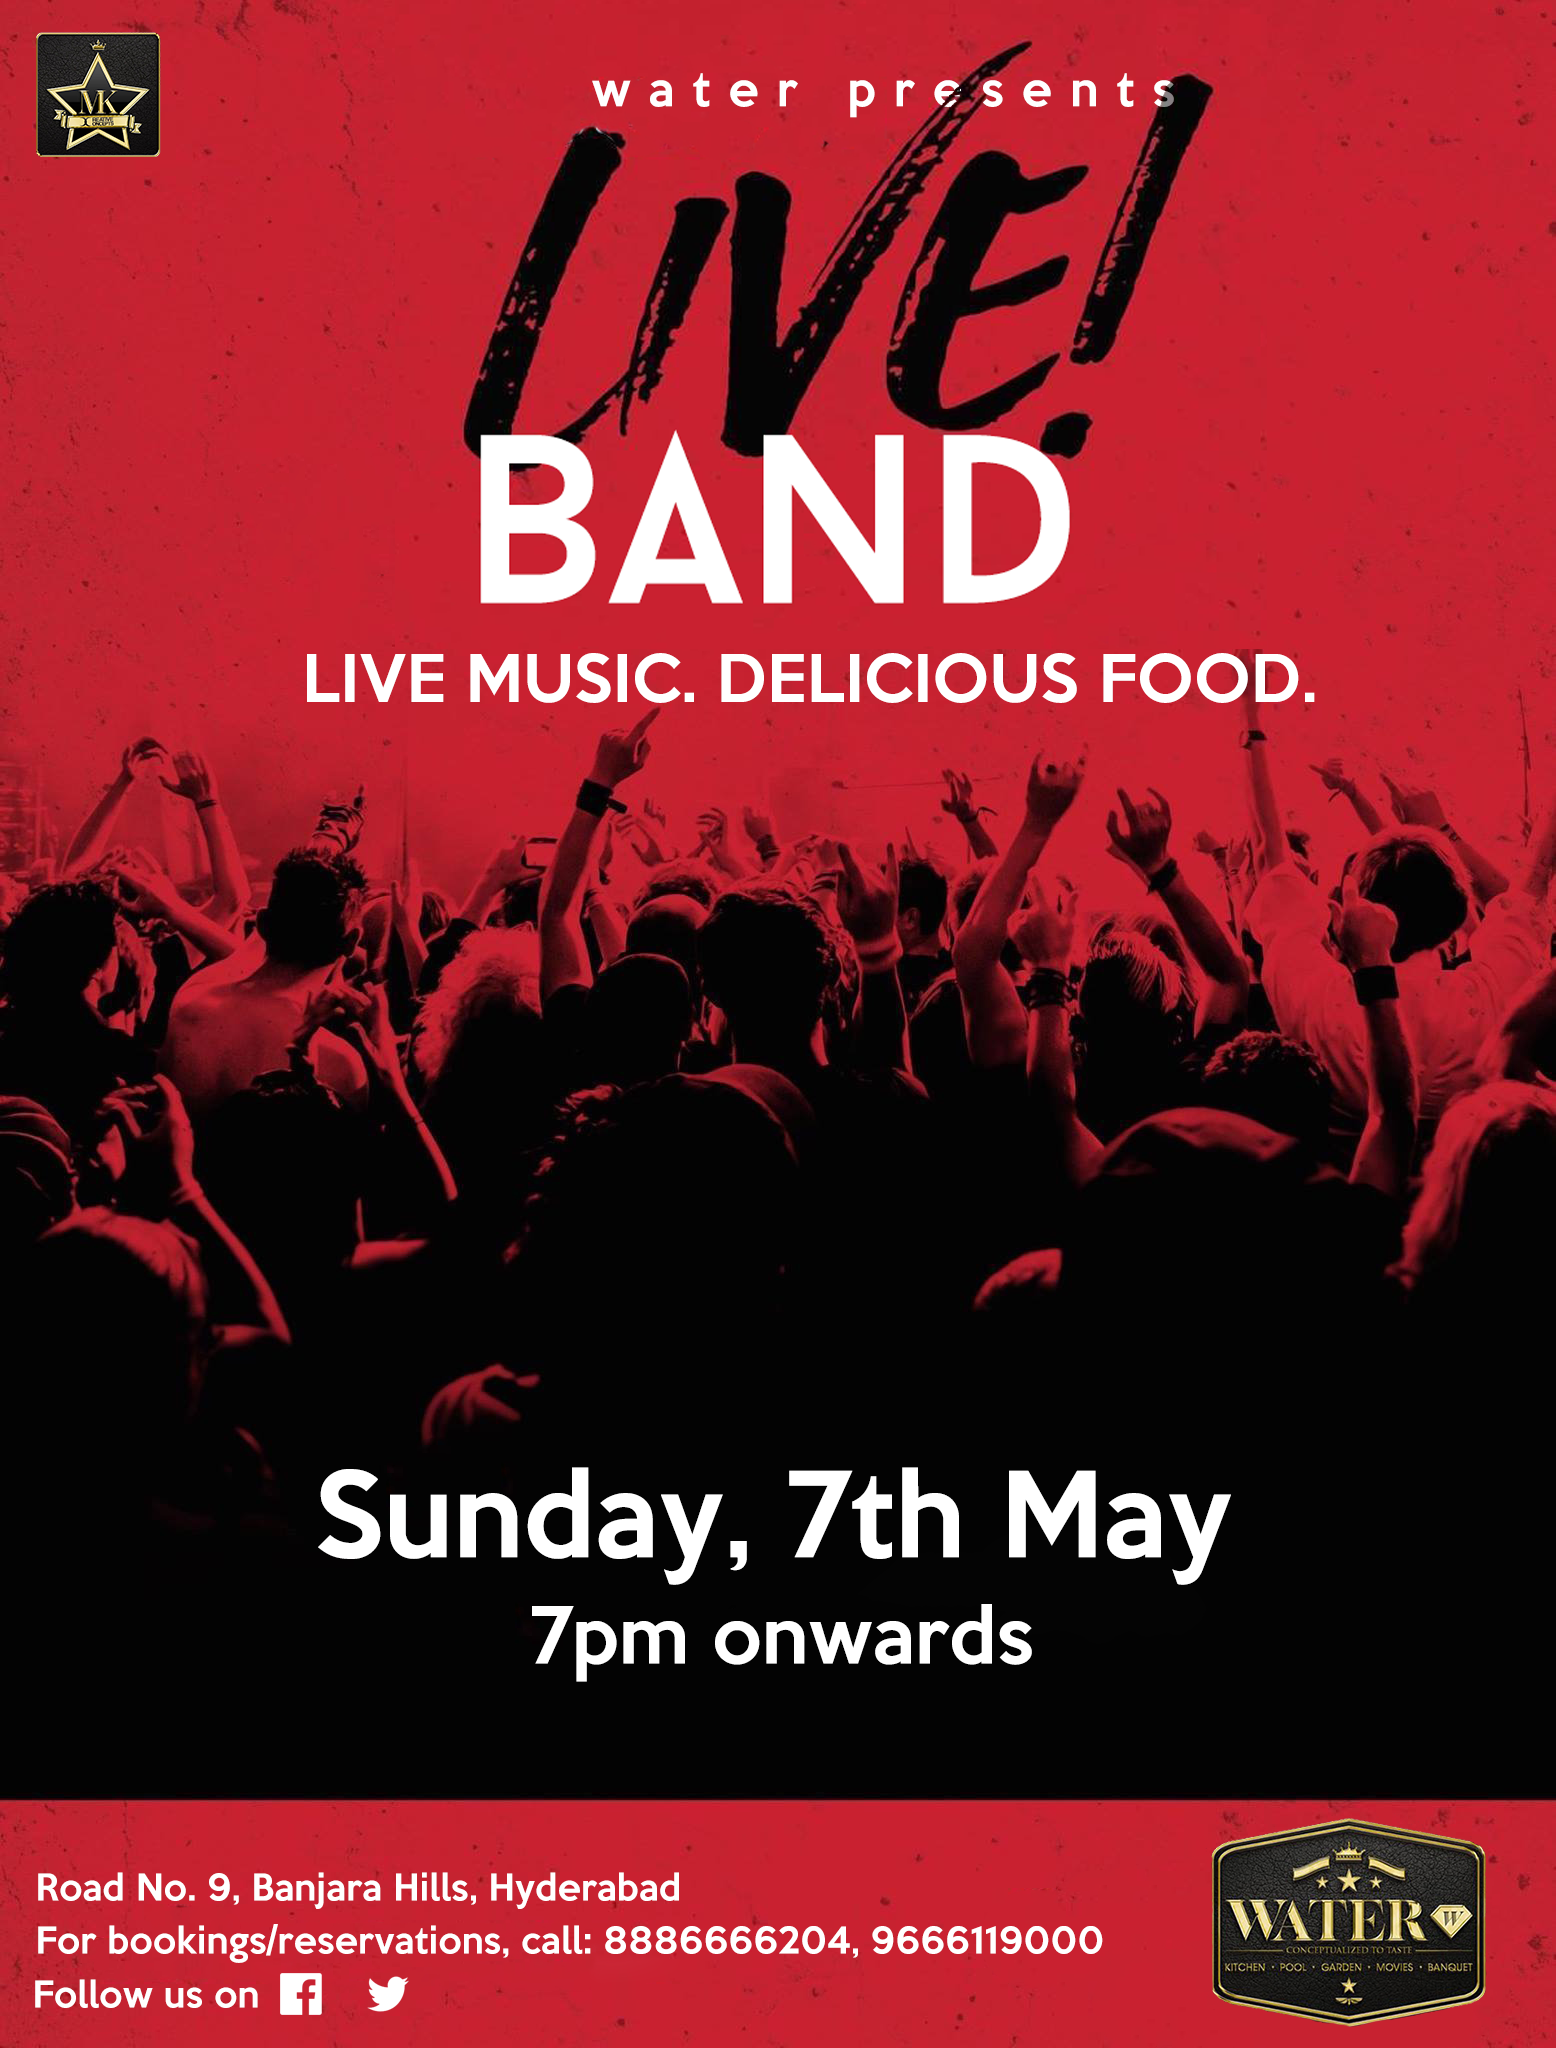 MK
water presents
LIVE!
BAND
LIVE MUSIC. DELICIOUS FOOD.
Sunday, 7th May
7pm onwards
Road No. 9, Banjara Hills, Hyderabad
For bookings/reservations, call: 8886666204, 9666119000
Follow us on
WATER W
CONCEPTUALIZED TO TASTE
KITCHEN • POOL • GARDEN • MOVIES • BANQUET